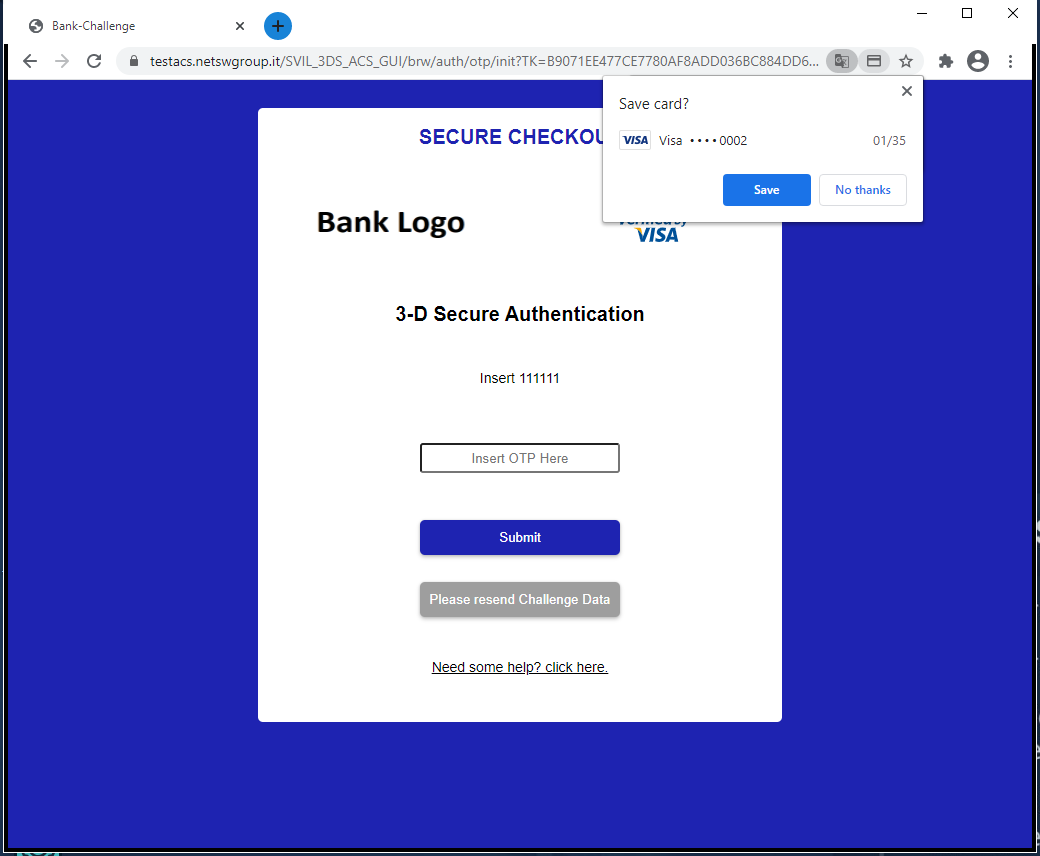 Bank-Challenge
testacs.netswgroup.it/SVIL_3DS_ACS_GUI/brw/auth/otp/init?TK=B9071EE477CE7780AF8ADD036BC884DD6...
Save card?
VISA Visa •••• 0002 01/35
Save No thanks
SECURE CHECKOU
Bank Logo
Verified by
VISA
3-D Secure Authentication
Insert 111111
Insert OTP Here
Submit
Please resend Challenge Data
Need some help? click here.